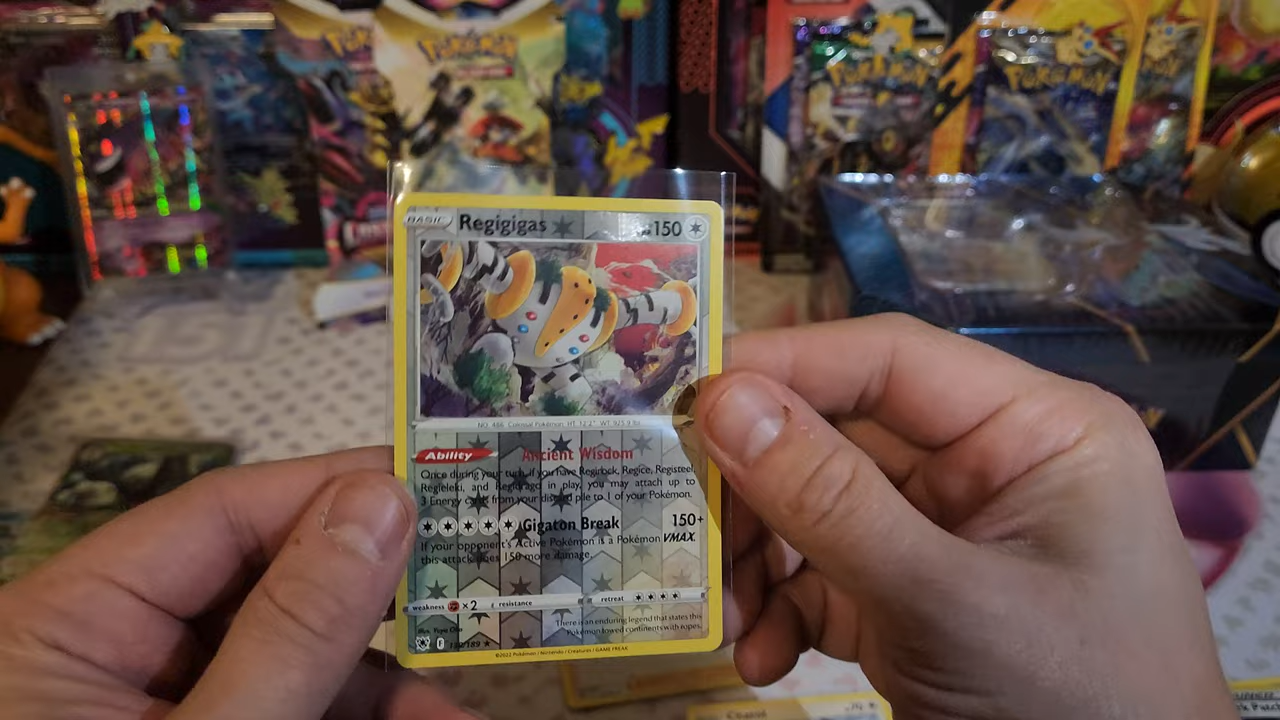 Pokémon
Pokémon
Pokémon
BASIC
Regigigas
150
NO. 486 Colossal Pokémon HT: 12'2" WT: 925.9 lbs
Ability
Ancient Wisdom
Once during your turn, if you have Regirock, Regice, Registeel,
Regieleki, and Regidrago in play, you may attach up to
3 Energy cards from your discard pile to 1 of your Pokémon.
Gigaton Break 150+
If your opponent's Active Pokémon is a Pokémon VMAX,
this attack does 150 more damage.
weakness ×2 resistance retreat
There is an enduring legend that states this
Pokémon towed continents with ropes.
Illus.
/189
©2022 Pokémon / Nintendo / Creatures / GAME FREAK